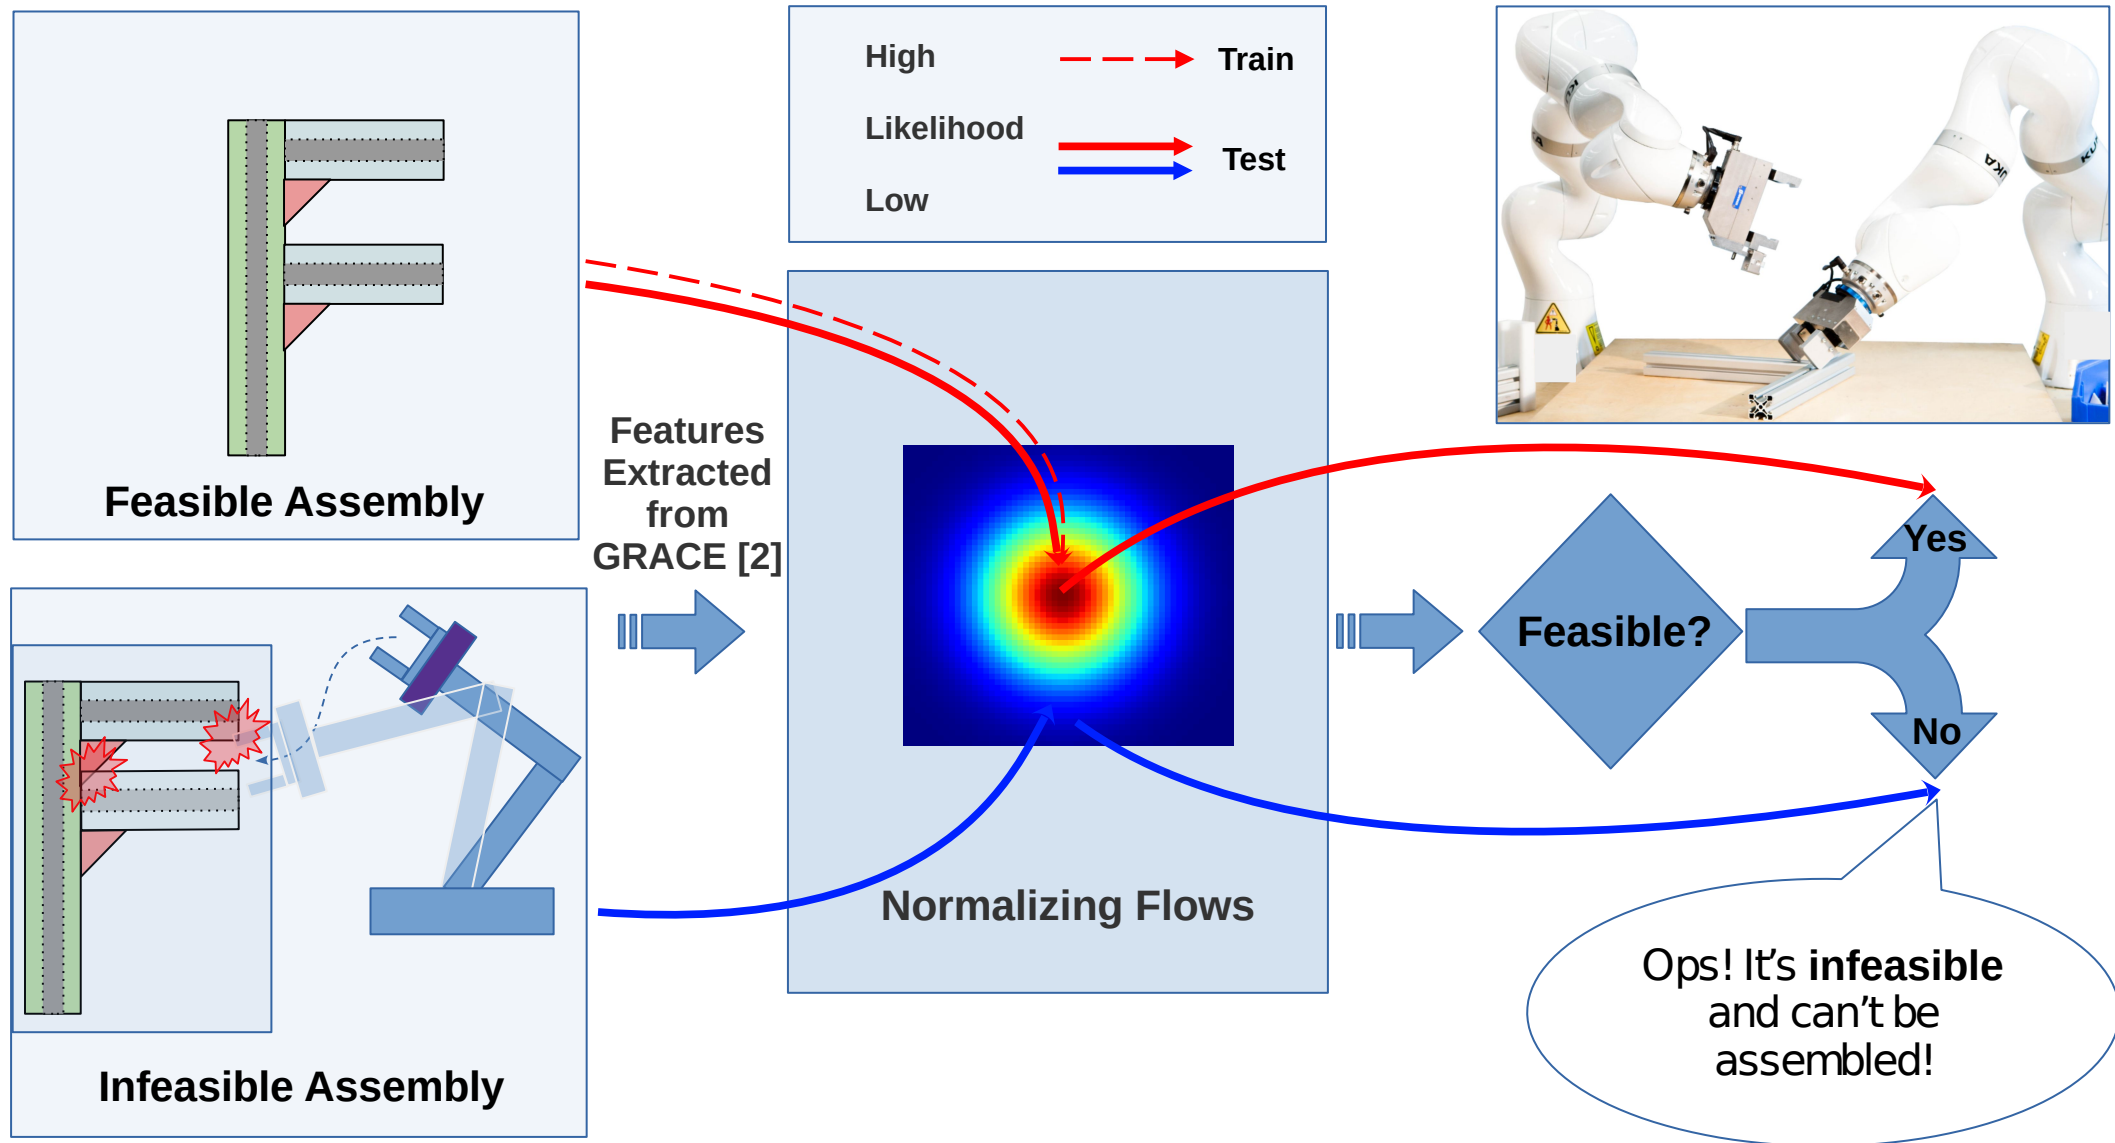 Feasible Assembly
High
Train
Likelihood
Test
Low
Features
Extracted
from
GRACE [2]
Normalizing Flows
Feasible?
Yes
No
Infeasible Assembly
Ops! It's infeasible
and can't be
assembled!
KUKA